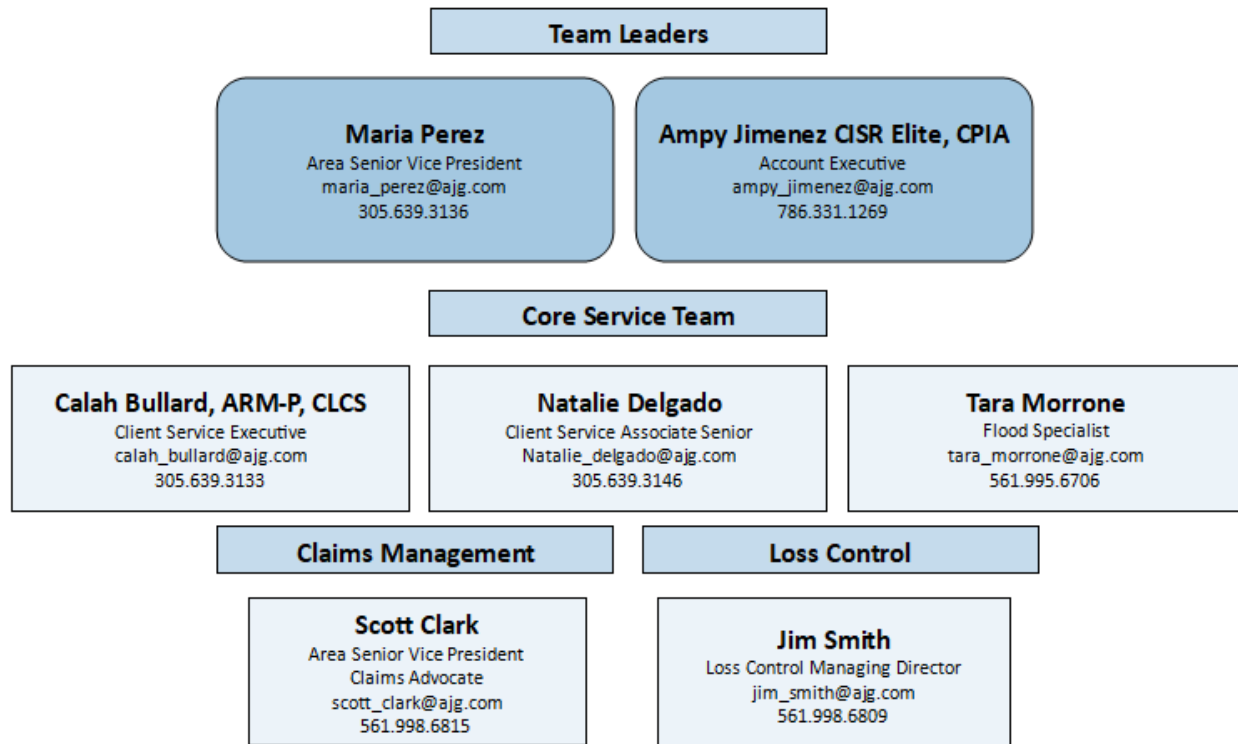 Team Leaders
Maria Perez
Area Senior Vice President
maria_perez@ajg.com
305.639.3136
Ampy Jimenez CISR Elite, CPIA
Account Executive
ampy_jimenez@ajg.com
786.331.1269
Core Service Team
Calah Bullard, ARM-P, CLCS
Client Service Executive
calah_bullard@ajg.com
305.639.3133
Natalie Delgado
Client Service Associate Senior
Natalie_delgado@ajg.com
305.639.3146
Tara Morrone
Flood Specialist
tara_morrone@ajg.com
561.995.6706
Claims Management
Scott Clark
Area Senior Vice President
Claims Advocate
scott_clark@ajg.com
561.998.6815
Loss Control
Jim Smith
Loss Control Managing Director
jim_smith@ajg.com
561.998.6809